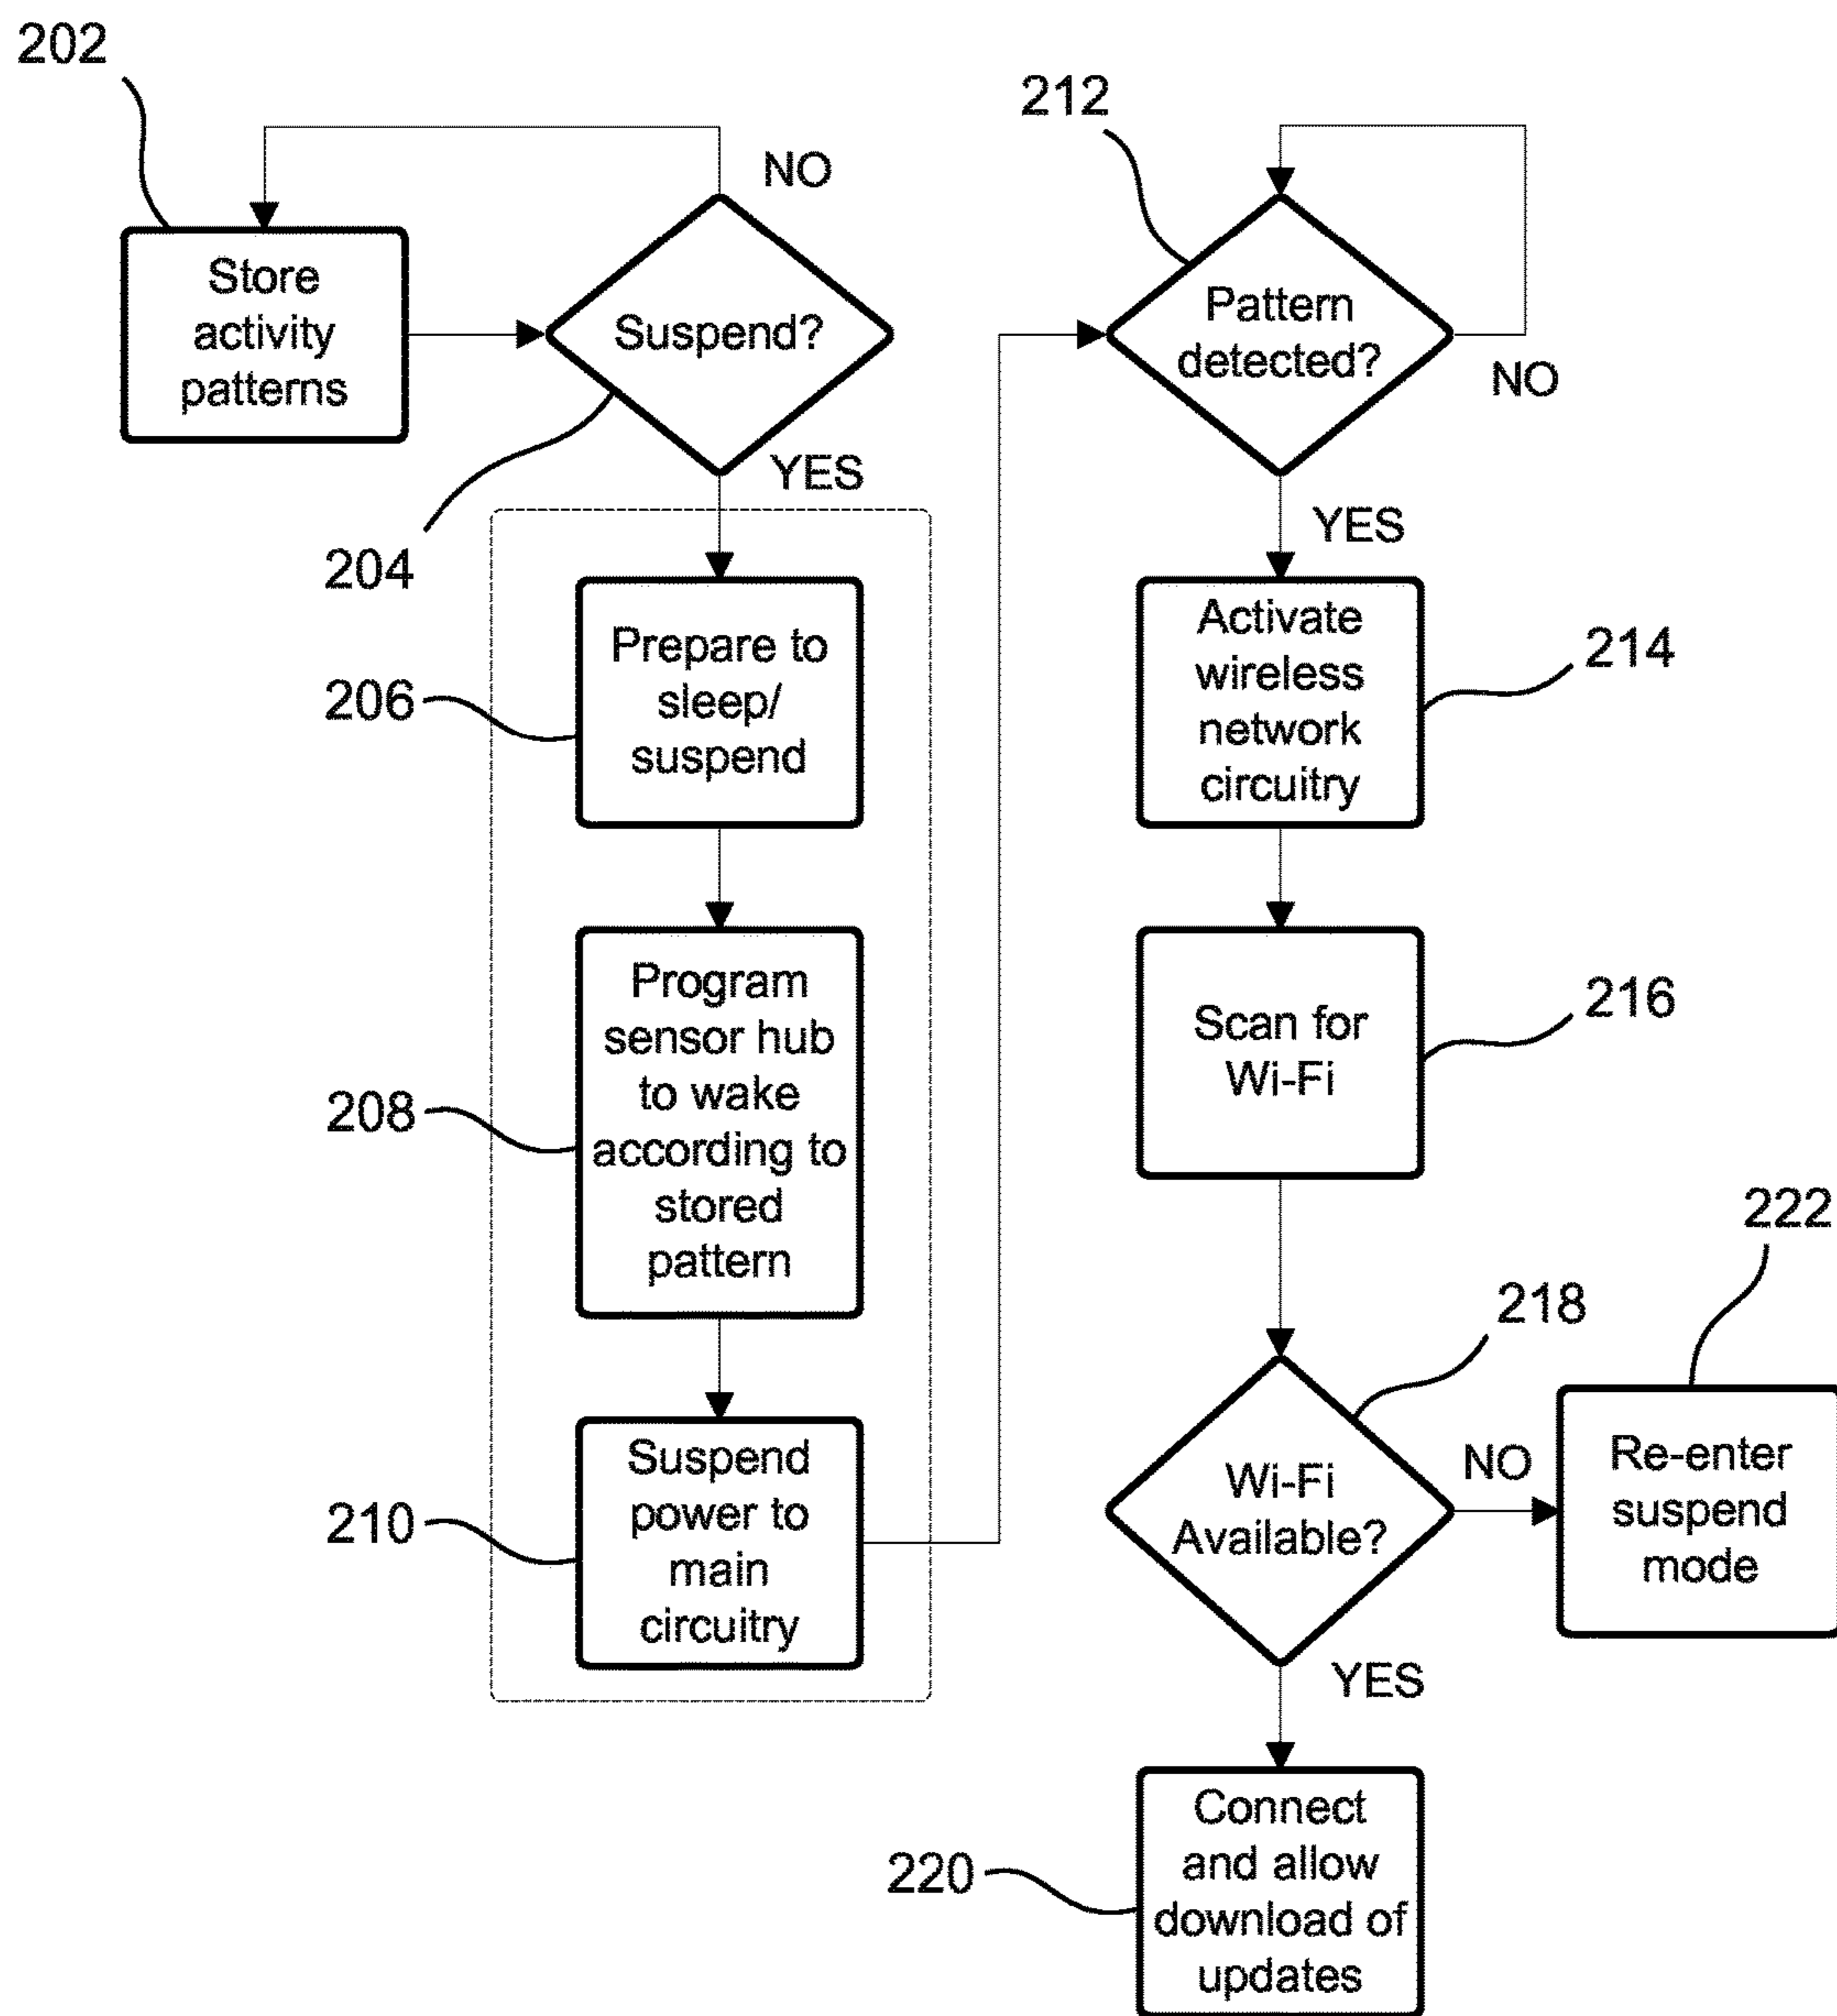 202
NO
Store
activity
patterns
Suspend?
204
YES
Prepare to
sleep/
suspend
206
Program
sensor hub
to wake
according to
stored
pattern
208
Suspend
power to
main
circuitry
210
212
Pattern
detected?
NO
YES
Activate
wireless
network
circuitry
214
Scan for
Wi-Fi
216
218
Wi-Fi
Available?
NO
222
Re-enter
suspend
mode
YES
220
Connect
and allow
download of
updates